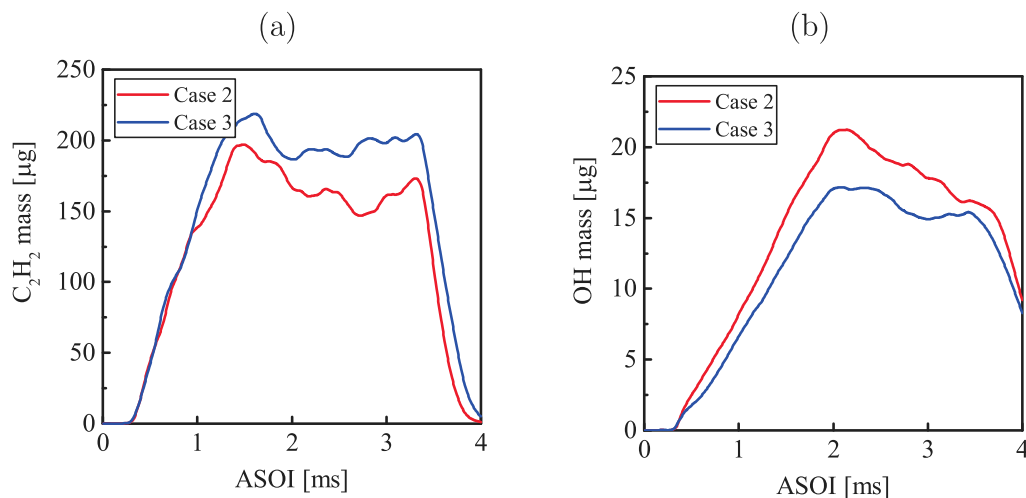 (a)
250
200
150
100
50
0
C₂H₂ mass [μg]
Case 2
Case 3
0 1 2 3 4
ASOI [ms]
(b)
25
20
15
10
5
0
OH mass [μg]
Case 2
Case 3
0 1 2 3 4
ASOI [ms]